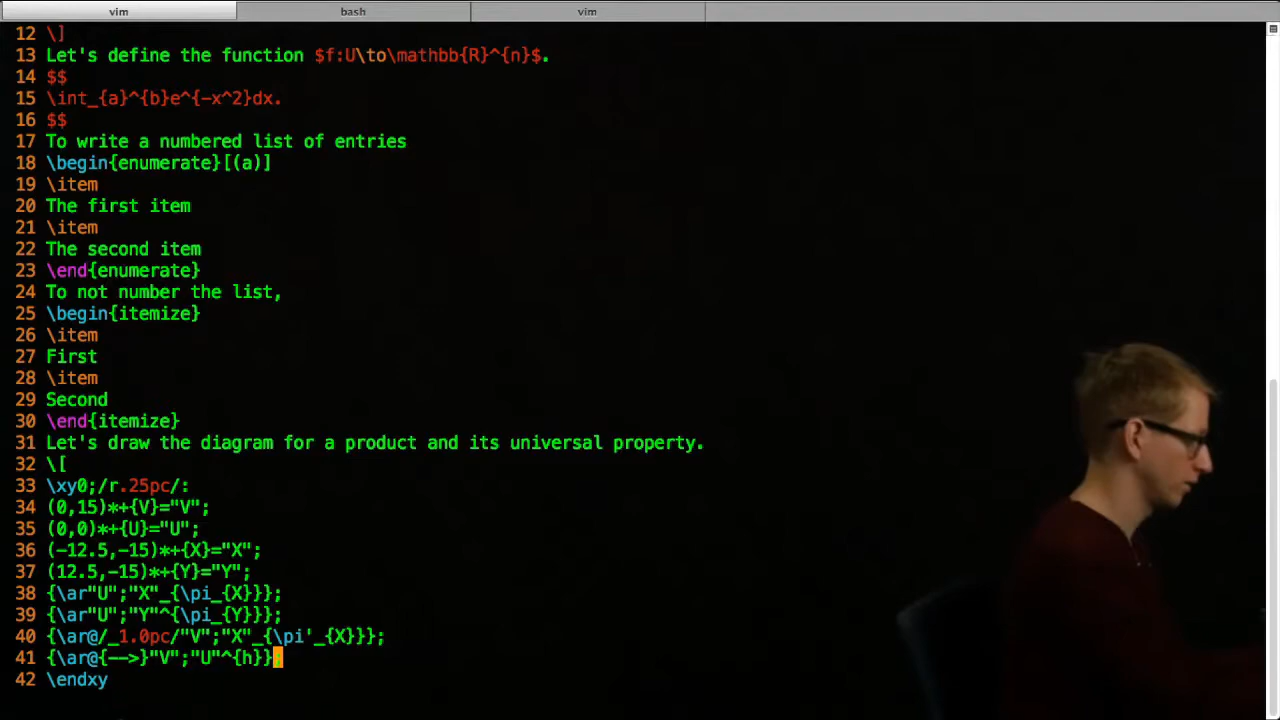 vim
bash
vim
12 \]
13 Let's define the function $f:U\to\mathbb{R}^{n}$.
14 $$
15 \int_{a}^{b}e^{-x^2}dx.
16 $$
17 To write a numbered list of entries
18 \begin{enumerate}[(a)]
19 \item
20 The first item
21 \item
22 The second item
23 \end{enumerate}
24 To not number the list,
25 \begin{itemize}
26 \item
27 First
28 \item
29 Second
30 \end{itemize}
31 Let's draw the diagram for a product and its universal property.
32 \[
33 \xy0;/r.25pc/:
34 (0,15)*+{V}="V";
35 (0,0)*+{U}="U";
36 (-12.5,-15)*+{X}="X";
37 (12.5,-15)*+{Y}="Y";
38 {\ar"U";"X"_{\pi_{X}}};
39 {\ar"U";"Y"^{\pi_{Y}}};
40 {\ar@/_1.0pc/"V";"X"_{\pi'_{X}}};
41 {\ar@{-->}"V";"U"^{h}};
42 \endxy